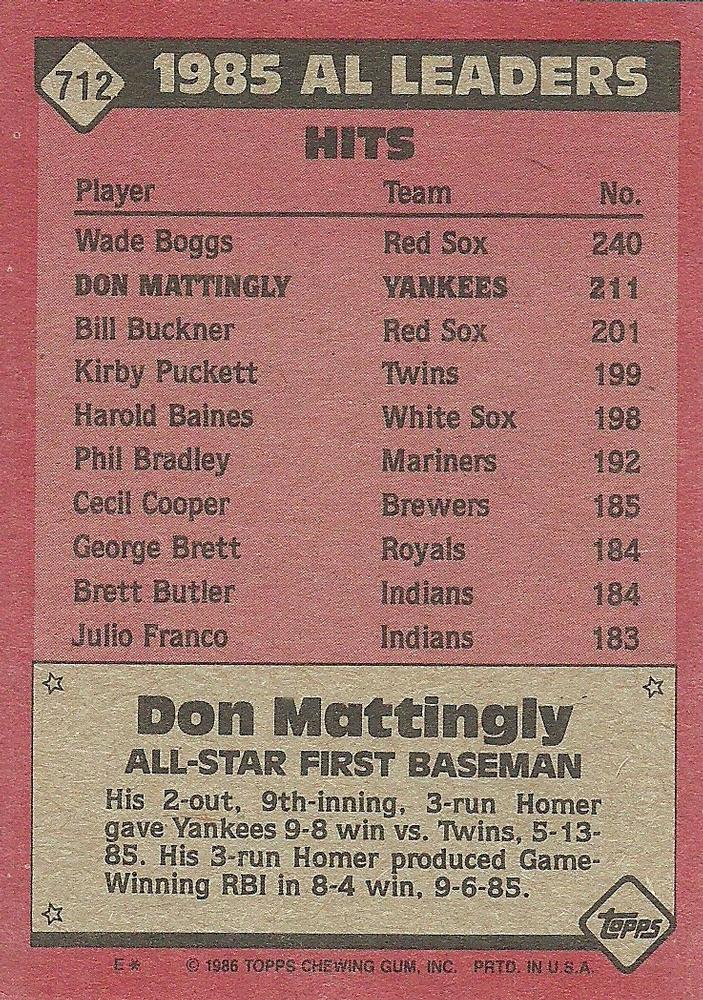 712 1985 AL LEADERS
HITS
Player Team No.
Wade Boggs Red Sox 240
DON MATTINGLY YANKEES 211
Bill Buckner Red Sox 201
Kirby Puckett Twins 199
Harold Baines White Sox 198
Phil Bradley Mariners 192
Cecil Cooper Brewers 185
George Brett Royals 184
Brett Butler Indians 184
Julio Franco Indians 183
Don Mattingly
ALL-STAR FIRST BASEMAN
His 2-out, 9th-inning, 3-run Homer
gave Yankees 9-8 win vs. Twins, 5-13-
85. His 3-run Homer produced Game-
Winning RBI in 8-4 win, 9-6-85.
topps
E* © 1986 TOPPS CHEWING GUM, INC. PRTD. IN U.S.A.